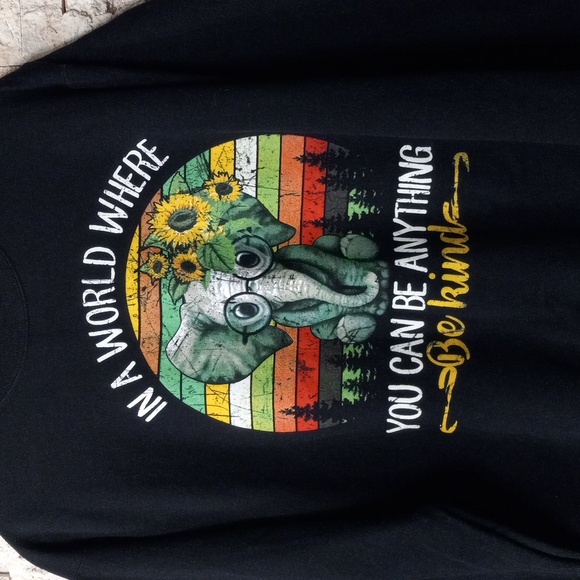 IN A WORLD WHERE
YOU CAN BE ANYTHING
Be kind